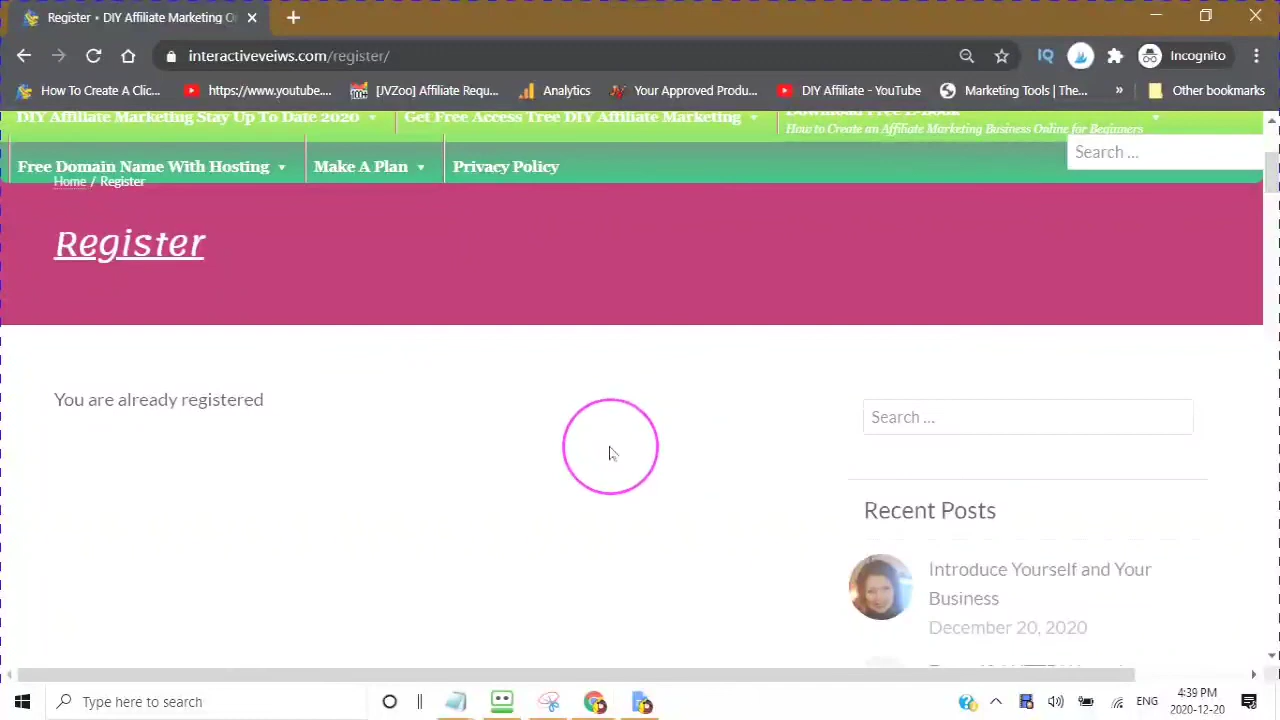 Register • DIY Affiliate Marketing O
interactiveveiws.com/register/
Incognito
How To Create A Clic...
https://www.youtube....
[JVZoo] Affiliate Requ...
Analytics
Your Approved Produ...
DIY Affiliate - YouTube
Marketing Tools | The...
»
Other bookmarks
DIY Affiliate Marketing Stay Up To Date 2020
Get Free Access Tree DIY Affiliate Marketing
Download Free E-Book
How to Create an Affiliate Marketing Business Online for Beginners
Free Domain Name With Hosting
Make A Plan
Privacy Policy
Search ...
Home / Register
Register
You are already registered
Search ...
Recent Posts
Introduce Yourself and Your
Business
December 20, 2020
Type here to search
ENG
4:39 PM
2020-12-20